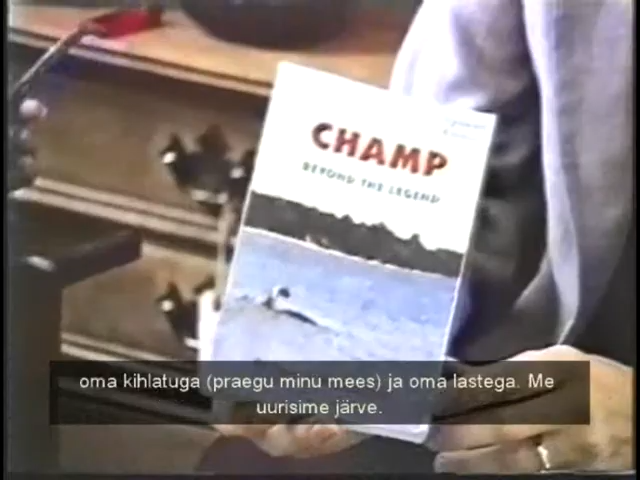 CHAMP
BEYOND THE LEGEND
oma kihlatuga (praegu minu mees) ja oma lastega. Me
uurisime järve.